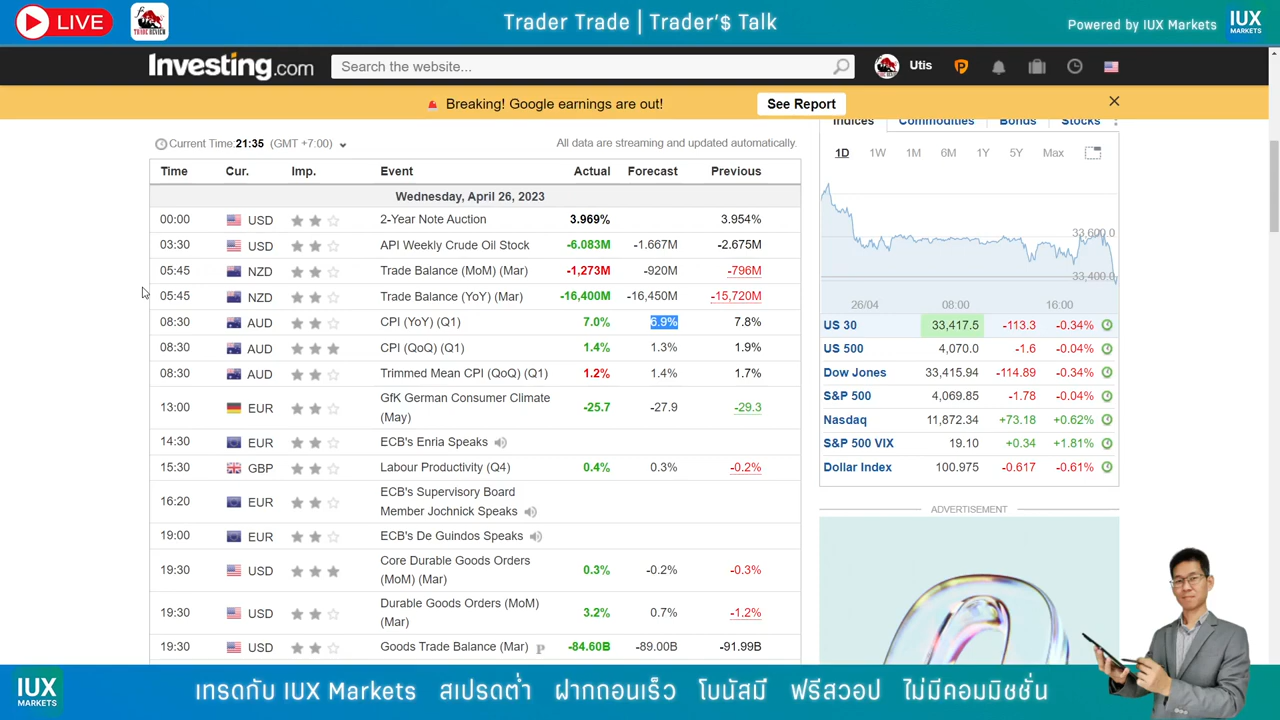 LIVE
TRADE REVIEW
Trader Trade | Trader'$ Talk
Powered by IUX Markets
IUX
MARKETS
Investing.com
Search the website...
Utis
Breaking! Google earnings are out!
See Report
Current Time: 21:35 (GMT +7:00)
All data are streaming and updated automatically.
Time Cur. Imp. Event Actual Forecast Previous
Wednesday, April 26, 2023
00:00 USD 2-Year Note Auction 3.969% 3.954%
03:30 USD API Weekly Crude Oil Stock -6.083M -1.667M -2.675M
05:45 NZD Trade Balance (MoM) (Mar) -1,273M -920M -796M
05:45 NZD Trade Balance (YoY) (Mar) -16,400M -16,450M -15,720M
08:30 AUD CPI (YoY) (Q1) 7.0% 6.9% 7.8%
08:30 AUD CPI (QoQ) (Q1) 1.4% 1.3% 1.9%
08:30 AUD Trimmed Mean CPI (QoQ) (Q1) 1.2% 1.4% 1.7%
13:00 EUR GfK German Consumer Climate
(May) -25.7 -27.9 -29.3
14:30 EUR ECB's Enria Speaks
15:30 GBP Labour Productivity (Q4) 0.4% 0.3% -0.2%
16:20 EUR ECB's Supervisory Board
Member Jochnick Speaks
19:00 EUR ECB's De Guindos Speaks
19:30 USD Core Durable Goods Orders
(MoM) (Mar) 0.3% -0.2% -0.3%
19:30 USD Durable Goods Orders (MoM)
(Mar) 3.2% 0.7% -1.2%
19:30 USD Goods Trade Balance (Mar) P -84.60B -89.00B -91.99B
Indices Commodities Bonds Stocks
1D 1W 1M 6M 1Y 5Y Max
33,600.0
33,400.0
26/04 08:00 16:00
US 30 33,417.5 -113.3 -0.34%
US 500 4,070.0 -1.6 -0.04%
Dow Jones 33,415.94 -114.89 -0.34%
S&P 500 4,069.85 -1.78 -0.04%
Nasdaq 11,872.34 +73.18 +0.62%
S&P 500 VIX 19.10 +0.34 +1.81%
Dollar Index 100.975 -0.617 -0.61%
ADVERTISEMENT
IUX
MARKETS
เทรดกับ IUX Markets สเปรดต่ำ ฝากถอนเร็ว โบนัสมี ฟรีสวอป ไม่มีคอมมิชชั่น